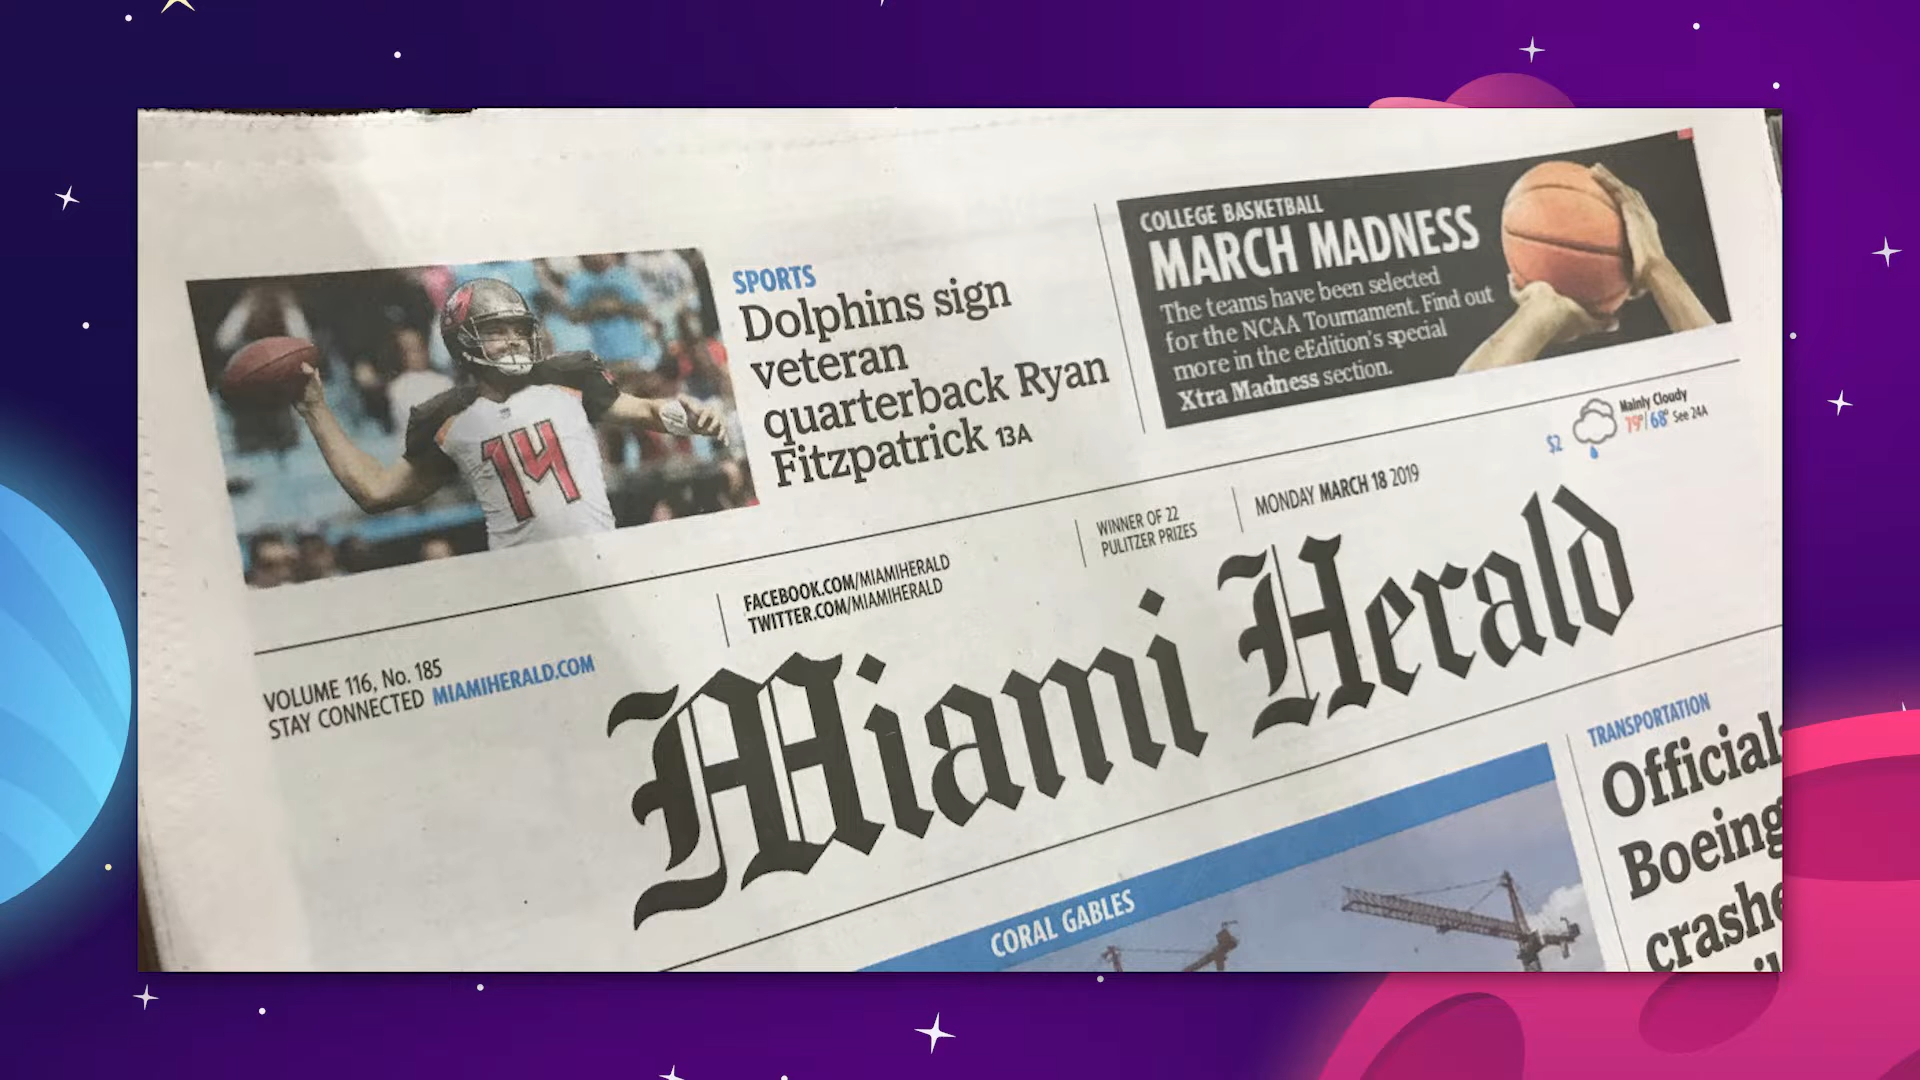 SPORTS
Dolphins sign
veteran
quarterback Ryan
Fitzpatrick 13A
14
COLLEGE BASKETBALL
MARCH MADNESS
The teams have been selected
for the NCAA Tournament. Find out
more in the eEdition's special
Xtra Madness section.
$2
Mainly Cloudy
79°/68° See 24A
VOLUME 116, No. 185
STAY CONNECTED MIAMIHERALD.COM
FACEBOOK.COM/MIAMIHERALD
TWITTER.COM/MIAMIHERALD
WINNER OF 22
PULITZER PRIZES
MONDAY MARCH 18 2019
Miami Herald
CORAL GABLES
TRANSPORTATION
Official
Boeing
crashe